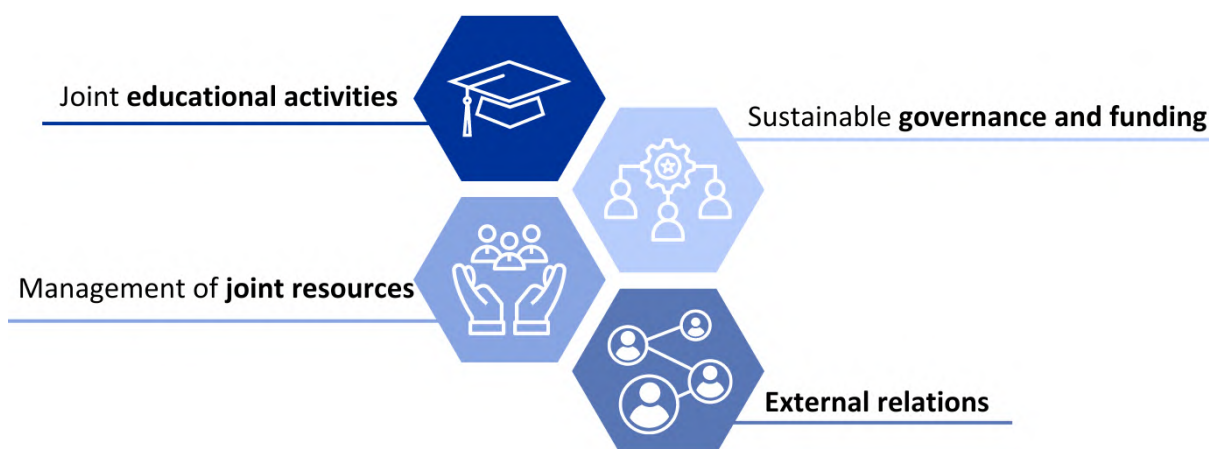 Joint educational activities
Sustainable governance and funding
Management of joint resources
External relations